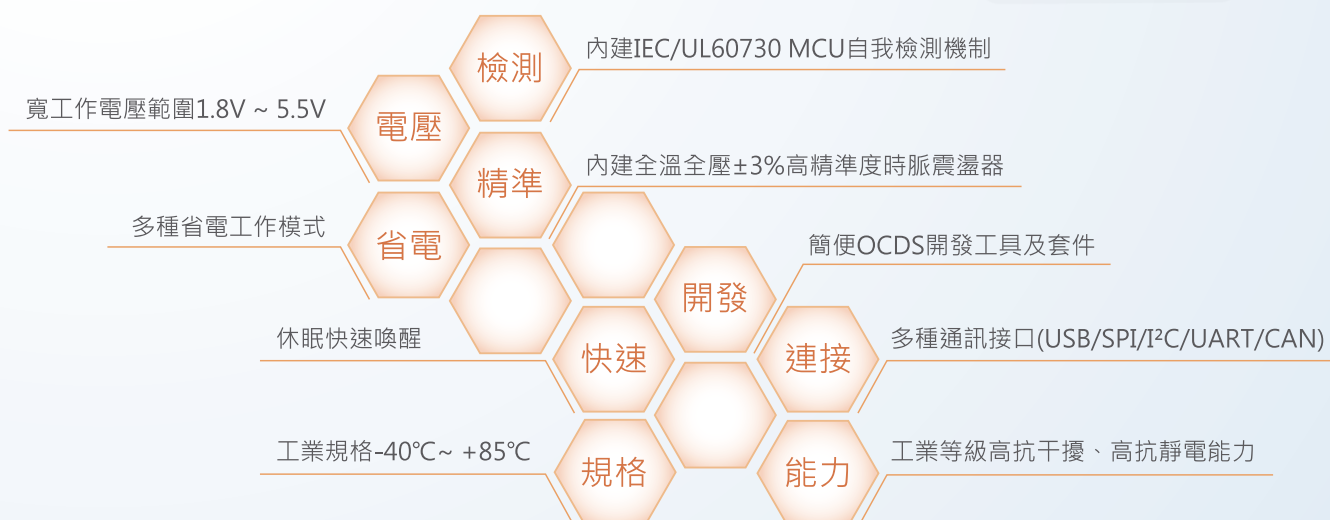 檢測
內建IEC/UL60730 MCU自我檢測機制
寬工作電壓範圍1.8V ~ 5.5V
電壓
精準
內建全溫全壓±3%高精準度時脈震盪器
多種省電工作模式
省電
開發
簡便OCDS開發工具及套件
休眠快速喚醒
快速
連接
多種通訊接口(USB/SPI/I²C/UART/CAN)
工業規格-40℃~ +85℃
規格
能力
工業等級高抗干擾、高抗靜電能力